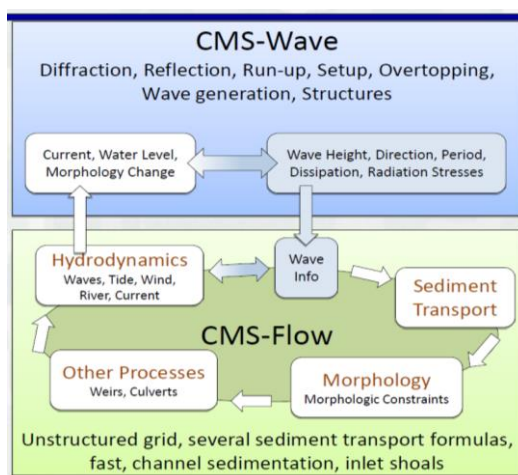 CMS-Wave
Diffraction, Reflection, Run-up, Setup, Overtopping,
Wave generation, Structures
Current, Water Level,
Morphology Change
Wave Height, Direction, Period,
Dissipation, Radiation Stresses
Hydrodynamics
Waves, Tide, Wind,
River, Current
Wave
Info
Sediment
Transport
CMS-Flow
Other Processes
Weirs, Culverts
Morphology
Morphologic Constraints
Unstructured grid, several sediment transport formulas,
fast, channel sedimentation, inlet shoals